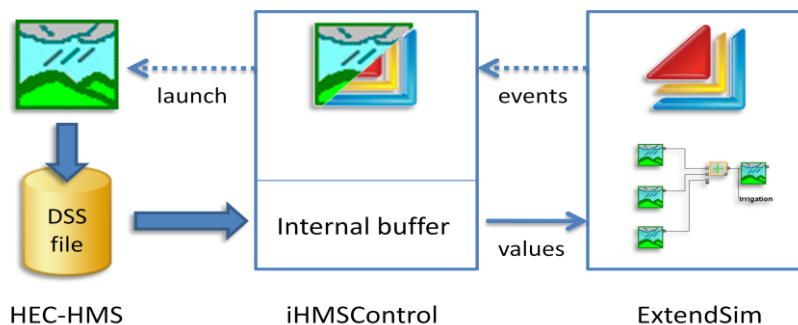 launch
events
DSS
file
Internal buffer
values
Irrigation
HEC-HMS
iHMSControl
ExtendSim